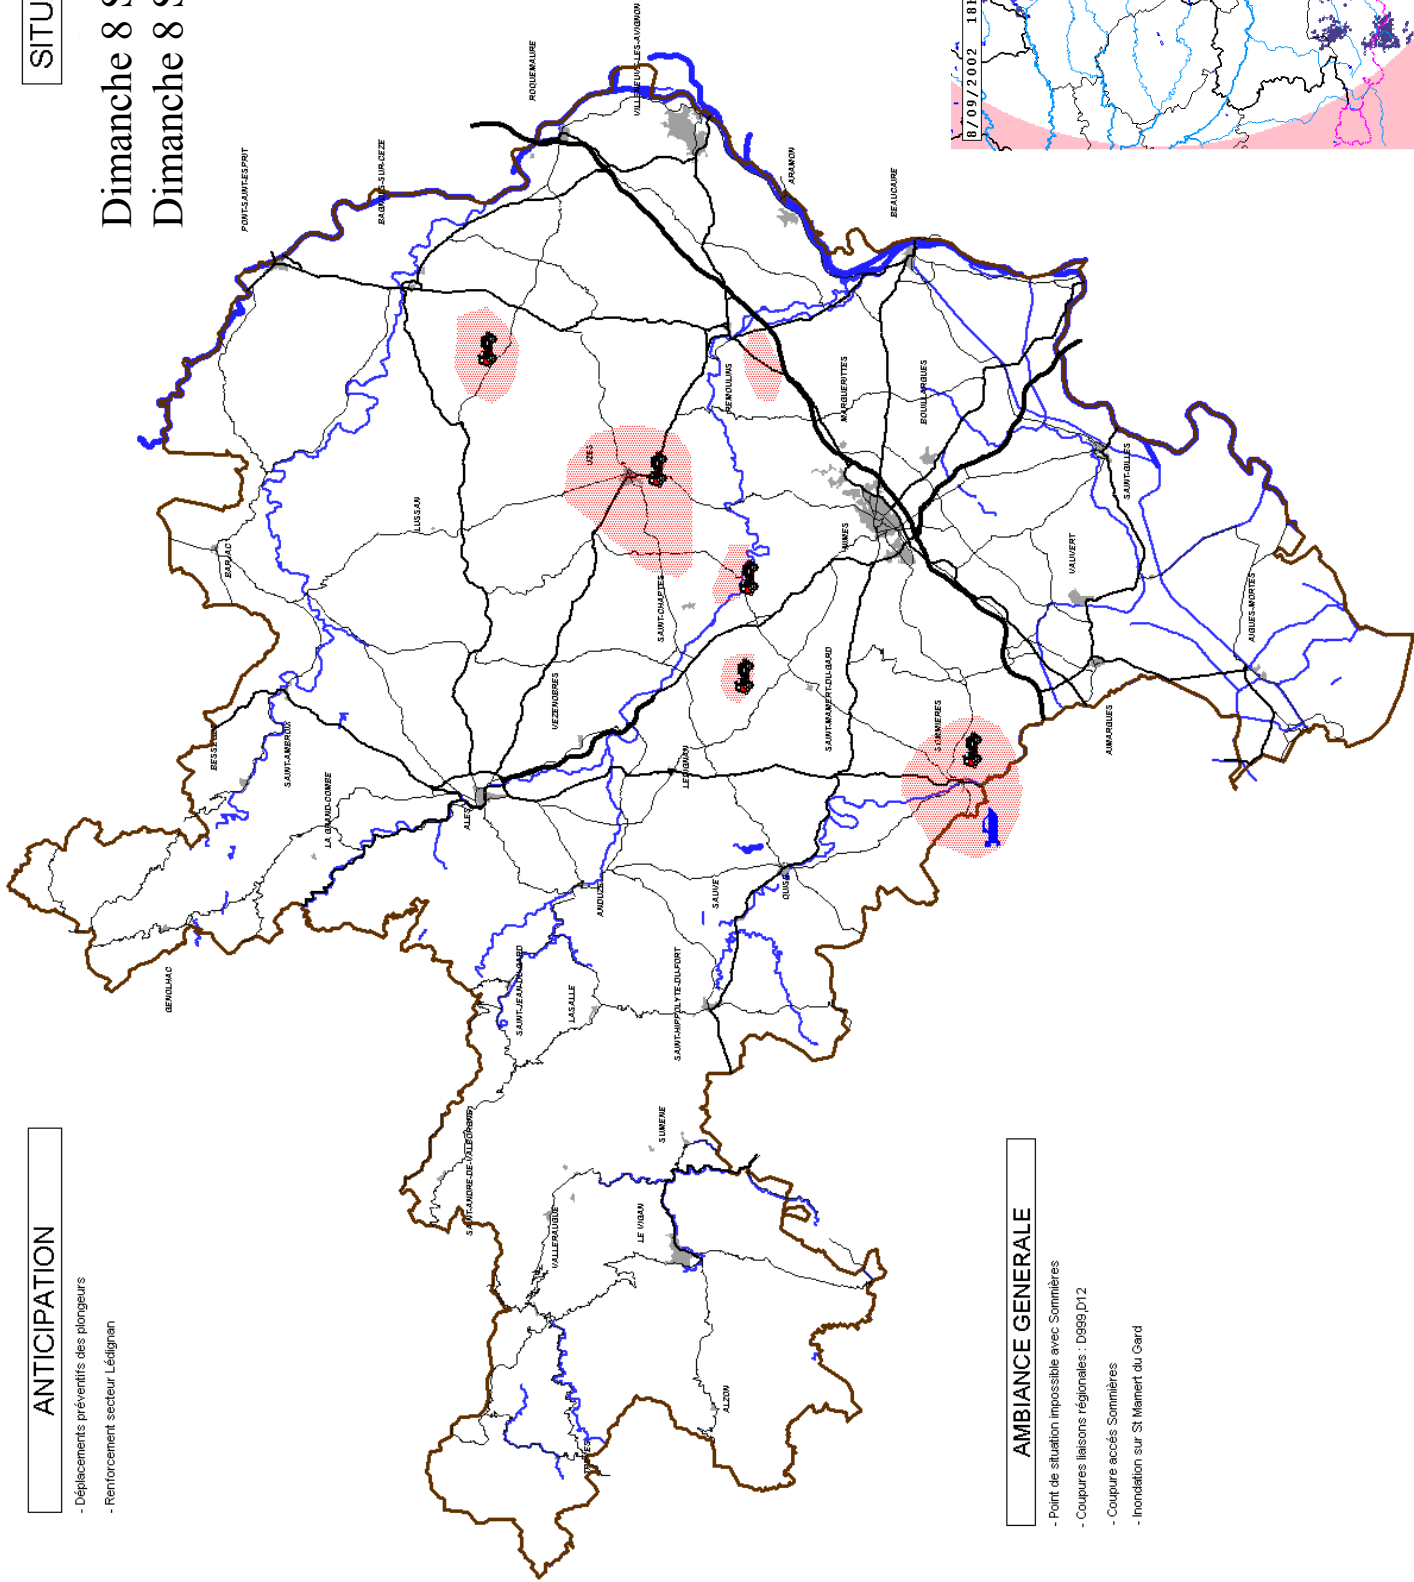 SITU
Dimanche 8 S
Dimanche 8 S
ANTICIPATION
- Déplacements préventifs des plongeurs
- Renforcement secteur Lédignan
AMBIANCE GENERALE
- Point de situation impossible avec Sommières
- Coupures liaisons régionales : D999,D12
- Coupure accés Sommières
- Inondation sur St Mamert du Gard
8/09/2002 18H
GENOLHAC
BESSEGES
SAINT-AMBROIX
LA GRAND-COMBE
BARJAC
PONT-SAINT-ESPRIT
BAGNOLS-SUR-CEZE
ROQUEMAURE
VILLENEUVE-LES-AVIGNON
LUSSAN
ALES
UZES
VEZENOBRES
SAINT-CHAPTES
REMOULINS
ARAMON
BEAUCAIRE
MARGUERITTES
BOUILLARGUES
NIMES
SAINT-MAMERT-DU-GARD
LEDIGNAN
ANDUZE
SAINT-JEAN-DU-GARD
LASALLE
SAINT-HIPPOLYTE-DU-FORT
SAUVE
QUISSAC
SOMMIERES
SAINT-GILLES
VAUVERT
AIMARGUES
AIGUES-MORTES
SAINT-ANDRE-DE-VALBORGNE
VALLERAUGUE
SUMENE
LE VIGAN
ALZON
TREVES